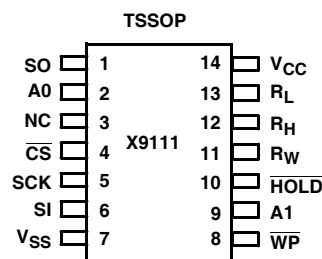 TSSOP
SO 1 14 VCC
A0 2 13 RL
NC 3 12 RH
CS 4 X9111 11 RW
SCK 5 10 HOLD
SI 6 9 A1
VSS 7 8 WP